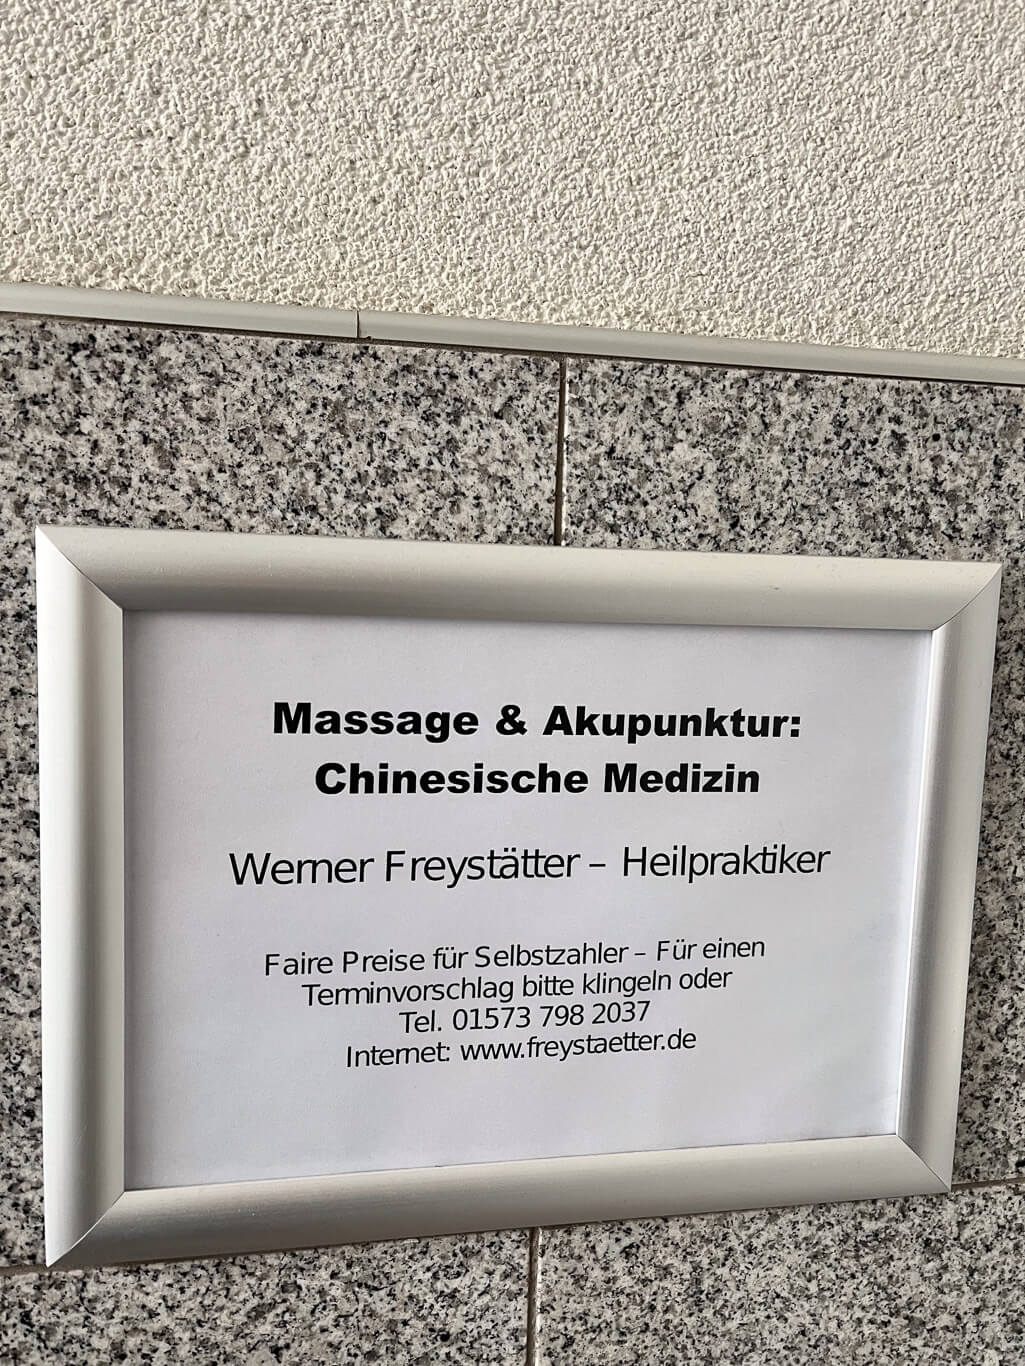 Massage & Akupunktur:
Chinesische Medizin
Werner Freystätter – Heilpraktiker
Faire Preise für Selbstzahler – Für einen
Terminvorschlag bitte klingeln oder
Tel. 01573 798 2037
Internet: www.freystaetter.de